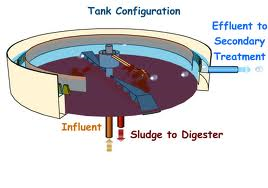 Tank Configuration
Effluent to
Secondary
Treatment
Influent
Sludge to Digester